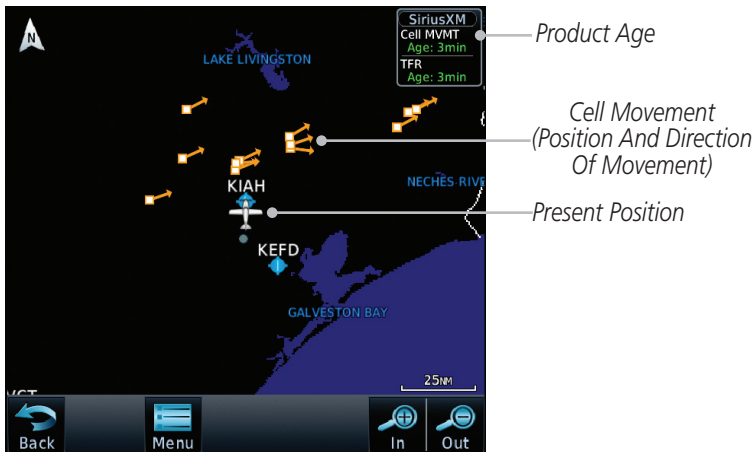 N
SiriusXM
Cell MVMT
Age: 3min
TFR
Age: 3min
Product Age
LAKE LIVINGSTON
Cell Movement
(Position And Direction
Of Movement)
KIAH
NECHES RIVE
Present Position
KEFD
GALVESTON BAY
25NM
Back
Menu
In
Out